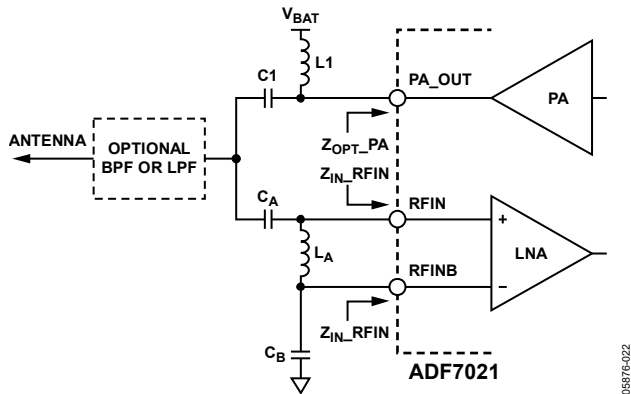 VBAT
L1
C1
PA_OUT
PA
ANTENNA
OPTIONAL
BPF OR LPF
ZOPT_PA
ZIN_RFIN
CA
RFIN
+
LA
LNA
RFINB
–
ZIN_RFIN
CB
ADF7021
05876-022